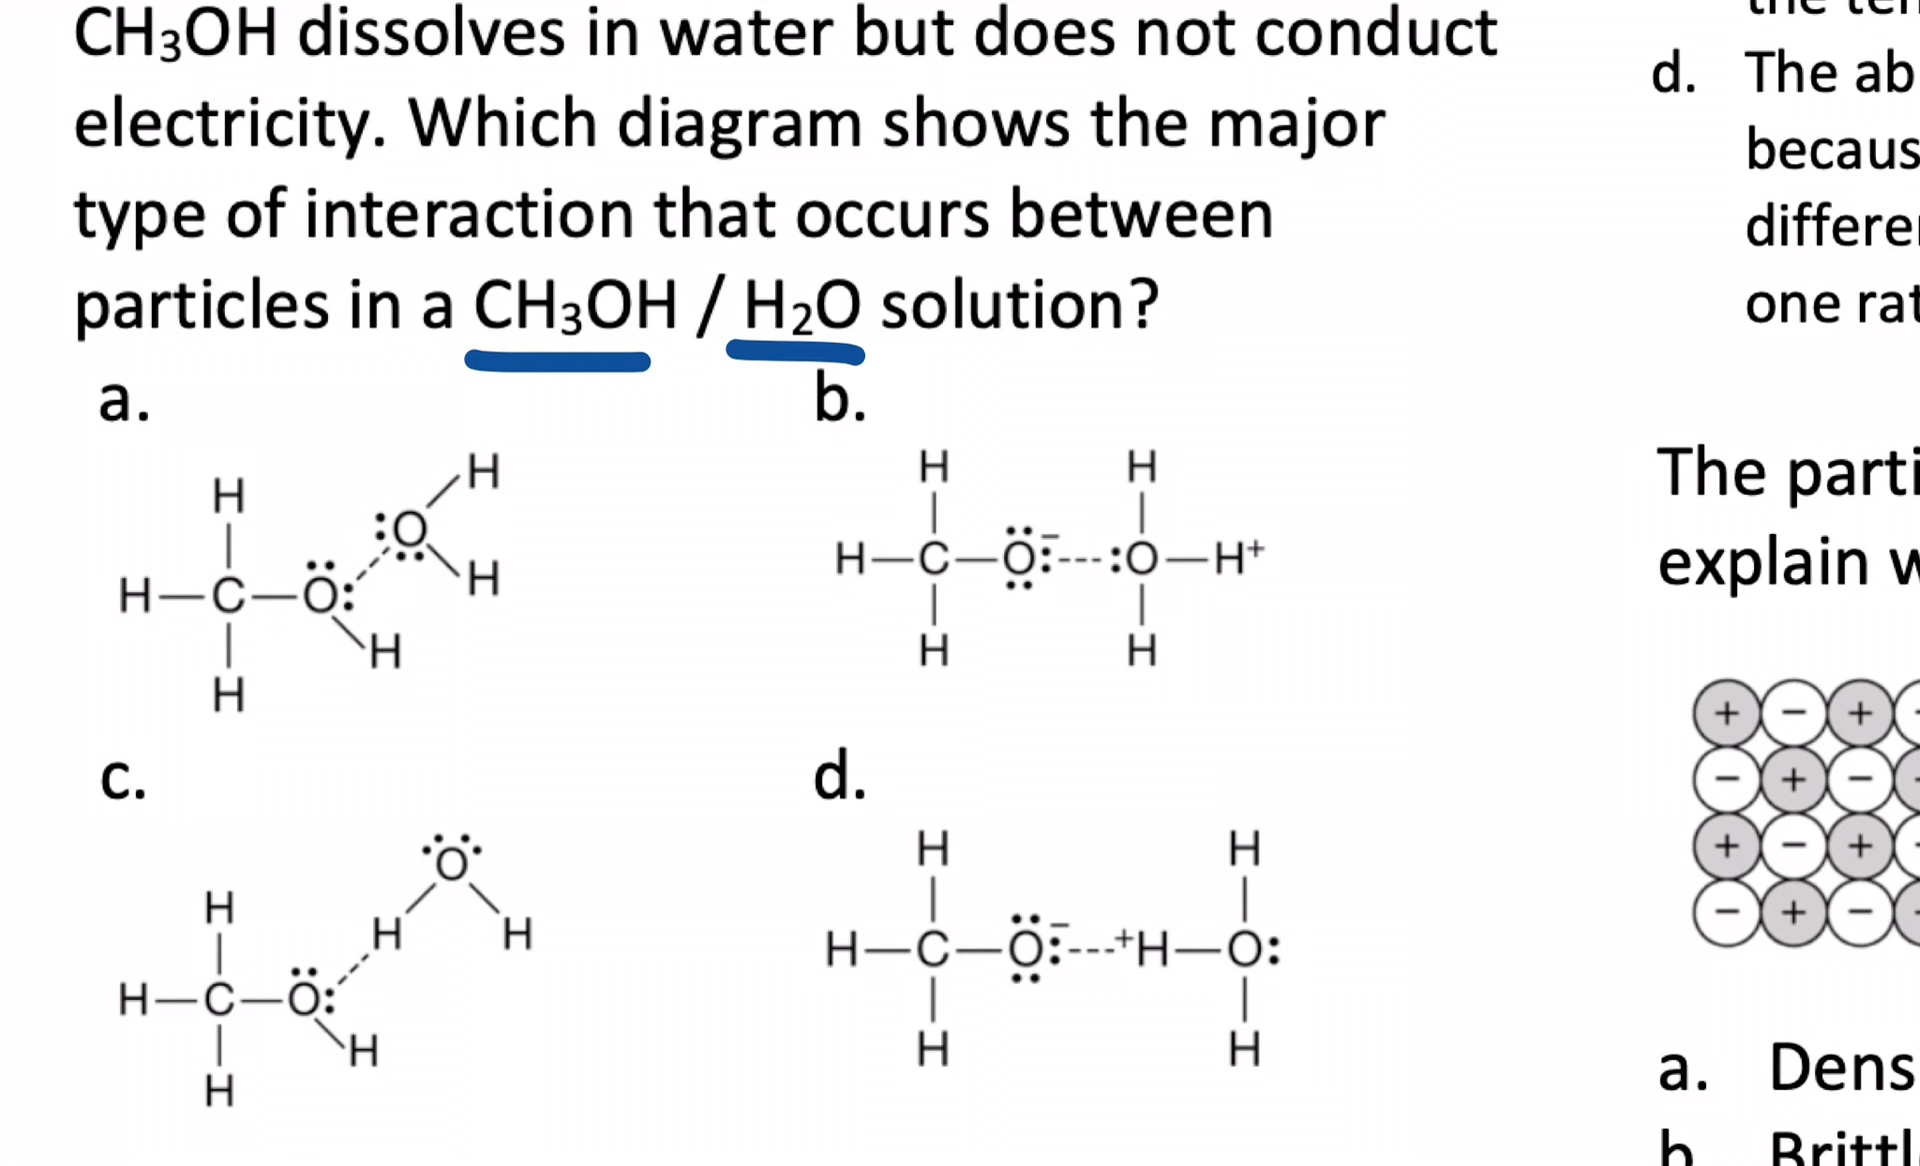 CH₃OH dissolves in water but does not conduct
electricity. Which diagram shows the major
type of interaction that occurs between
particles in a CH₃OH / H₂O solution?
a.
H
H
:O
H
H—C—O:
H
H
b.
H H
H—C—O:⁻----:O—H⁺
H H
c.
O
H
H H
H—C—O:
H
H
d.
H H
H—C—O:⁻----⁺H—O:
H H
d. The ab
becaus
one rat
The parti
explain w
+ − +
− + −
+ − +
− + −
a. Dens
b. Brittl